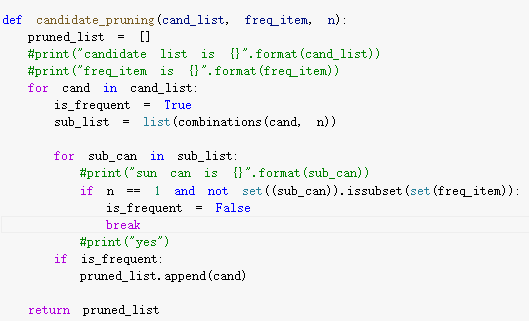 def candidate_pruning(cand_list, freq_item, n):
    pruned_list = []
    #print("candidate list is {}".format(cand_list))
    #print("freq_item is {}".format(freq_item))
    for cand in cand_list:
        is_frequent = True
        sub_list = list(combinations(cand, n))

        for sub_can in sub_list:
            #print("sun can is {}".format(sub_can))
            if n == 1 and not set((sub_can)).issubset(set(freq_item)):
                is_frequent = False
                break
            #print("yes")
        if is_frequent:
            pruned_list.append(cand)

    return pruned_list